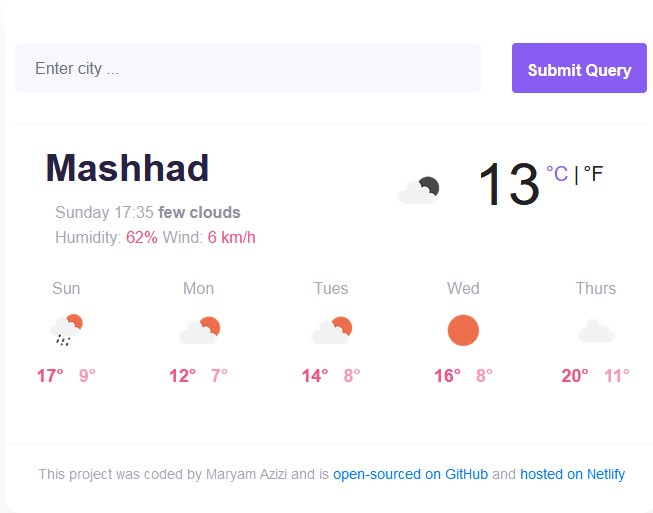 Enter city ...
Submit Query
Mashhad
13 °C | °F
Sunday 17:35 few clouds
Humidity: 62% Wind: 6 km/h
Sun Mon Tues Wed Thurs
17° 9° 12° 7° 14° 8° 16° 8° 20° 11°
This project was coded by Maryam Azizi and is open-sourced on GitHub and hosted on Netlify